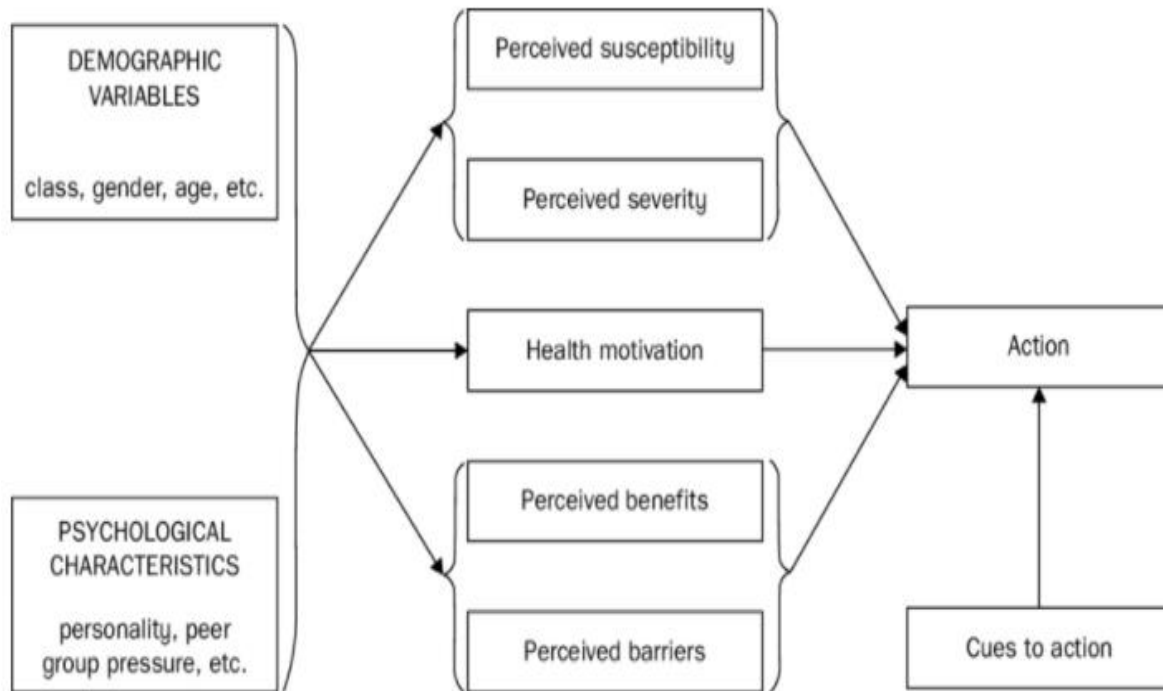 DEMOGRAPHIC
VARIABLES
class, gender, age, etc.
PSYCHOLOGICAL
CHARACTERISTICS
personality, peer
group pressure, etc.
Perceived susceptibility
Perceived severity
Health motivation
Perceived benefits
Perceived barriers
Action
Cues to action